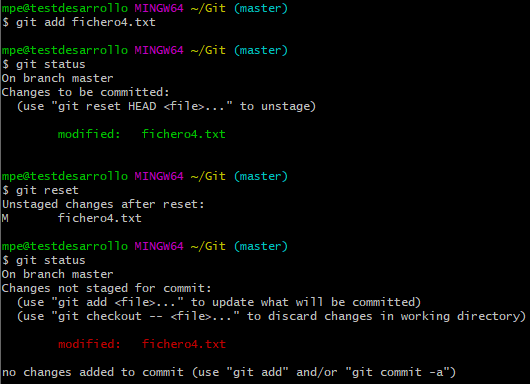 mpe@testdesarrollo MINGW64 ~/Git (master)
$ git add fichero4.txt
mpe@testdesarrollo MINGW64 ~/Git (master)
$ git status
On branch master
Changes to be committed:
  (use "git reset HEAD <file>..." to unstage)
        modified:   fichero4.txt
mpe@testdesarrollo MINGW64 ~/Git (master)
$ git reset
Unstaged changes after reset:
M       fichero4.txt
mpe@testdesarrollo MINGW64 ~/Git (master)
$ git status
On branch master
Changes not staged for commit:
  (use "git add <file>..." to update what will be committed)
  (use "git checkout -- <file>..." to discard changes in working directory)
        modified:   fichero4.txt
no changes added to commit (use "git add" and/or "git commit -a")